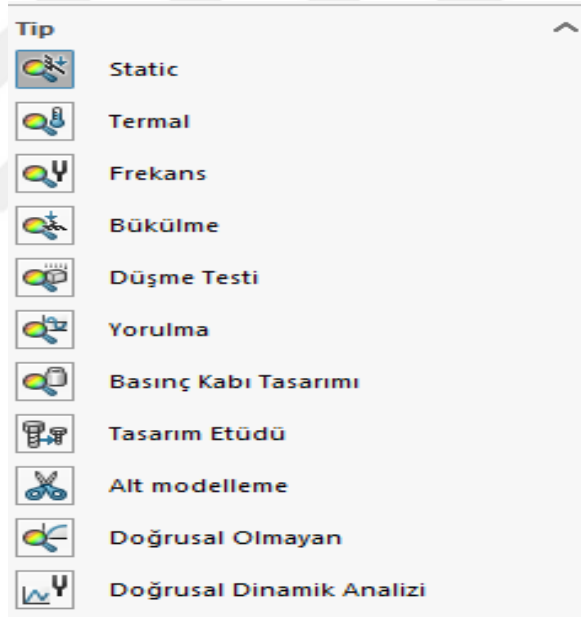 Tip
Static
Termal
Frekans
Bükülme
Düşme Testi
Yorulma
Basınç Kabı Tasarımı
Tasarım Etüdü
Alt modelleme
Doğrusal Olmayan
Doğrusal Dinamik Analizi